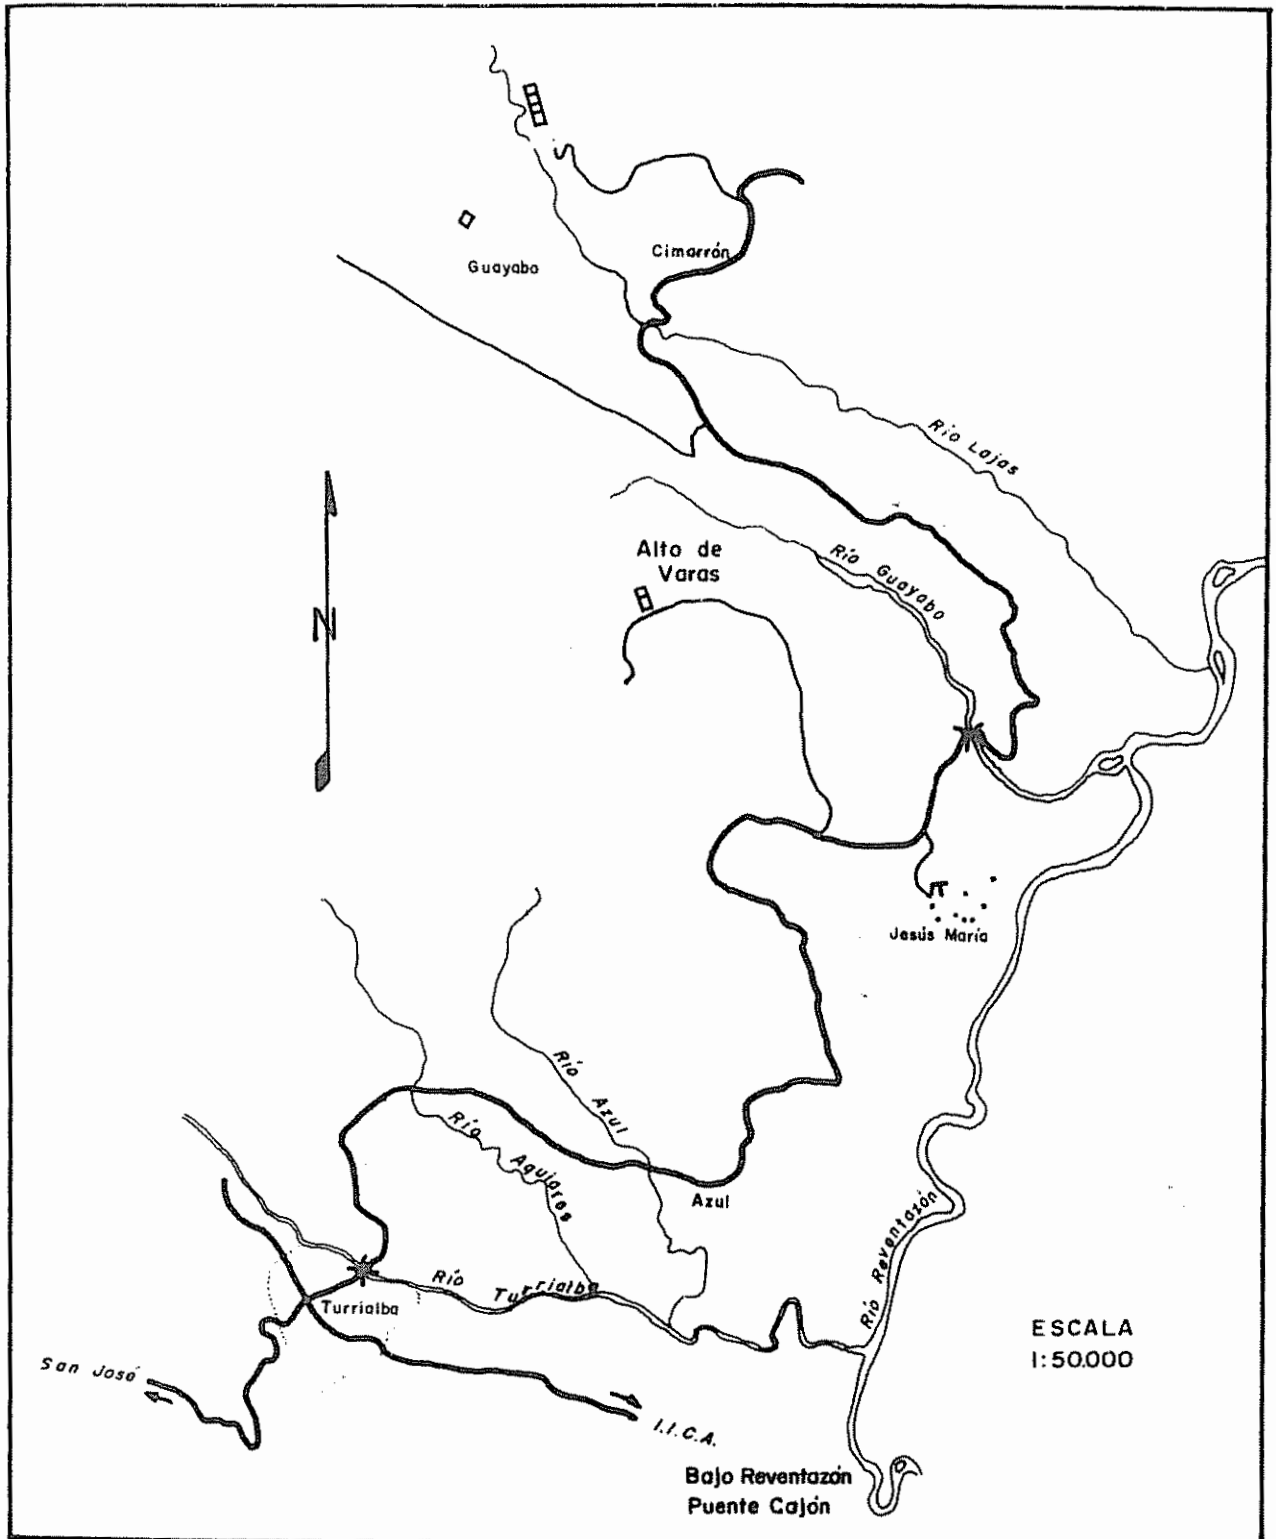 Cimarrón
Guayabo
Río Lajas
Alto de
Varas
Río Guayabo
N
Jesús María
Río Azul
Río Aquiares
Azul
Río Reventazón
Río Turrialba
Turrialba
ESCALA
1:50.000
San José
I.I.C.A.
Bajo Reventazón
Puente Cajón